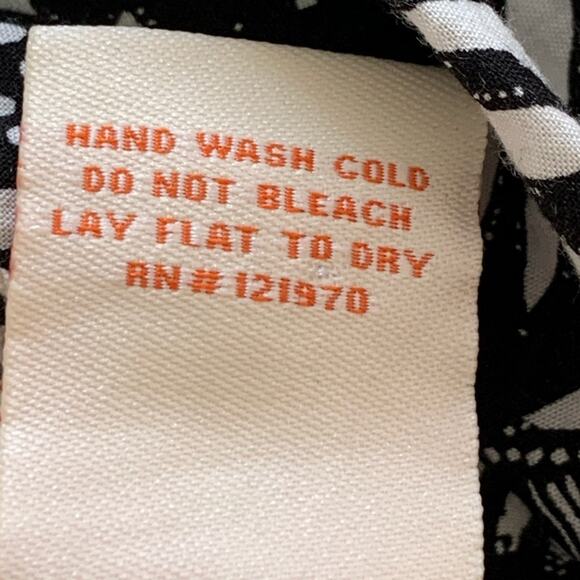 HAND WASH COLD
DO NOT BLEACH
LAY FLAT TO DRY
RN# 121970